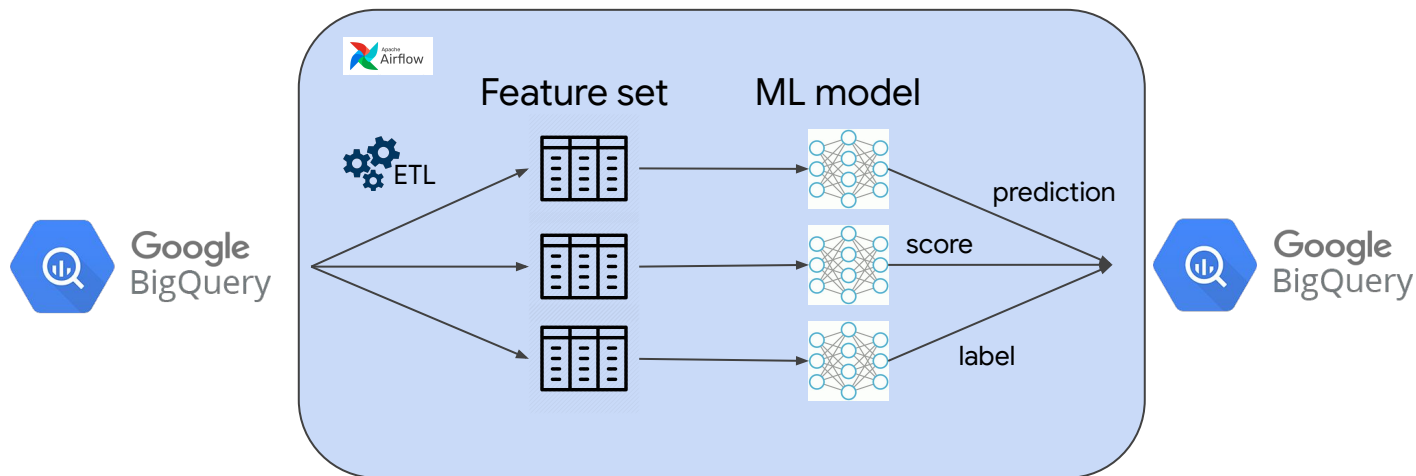 Apache
Airflow
Feature set
ML model
ETL
prediction
score
label
Google
BigQuery
Google
BigQuery